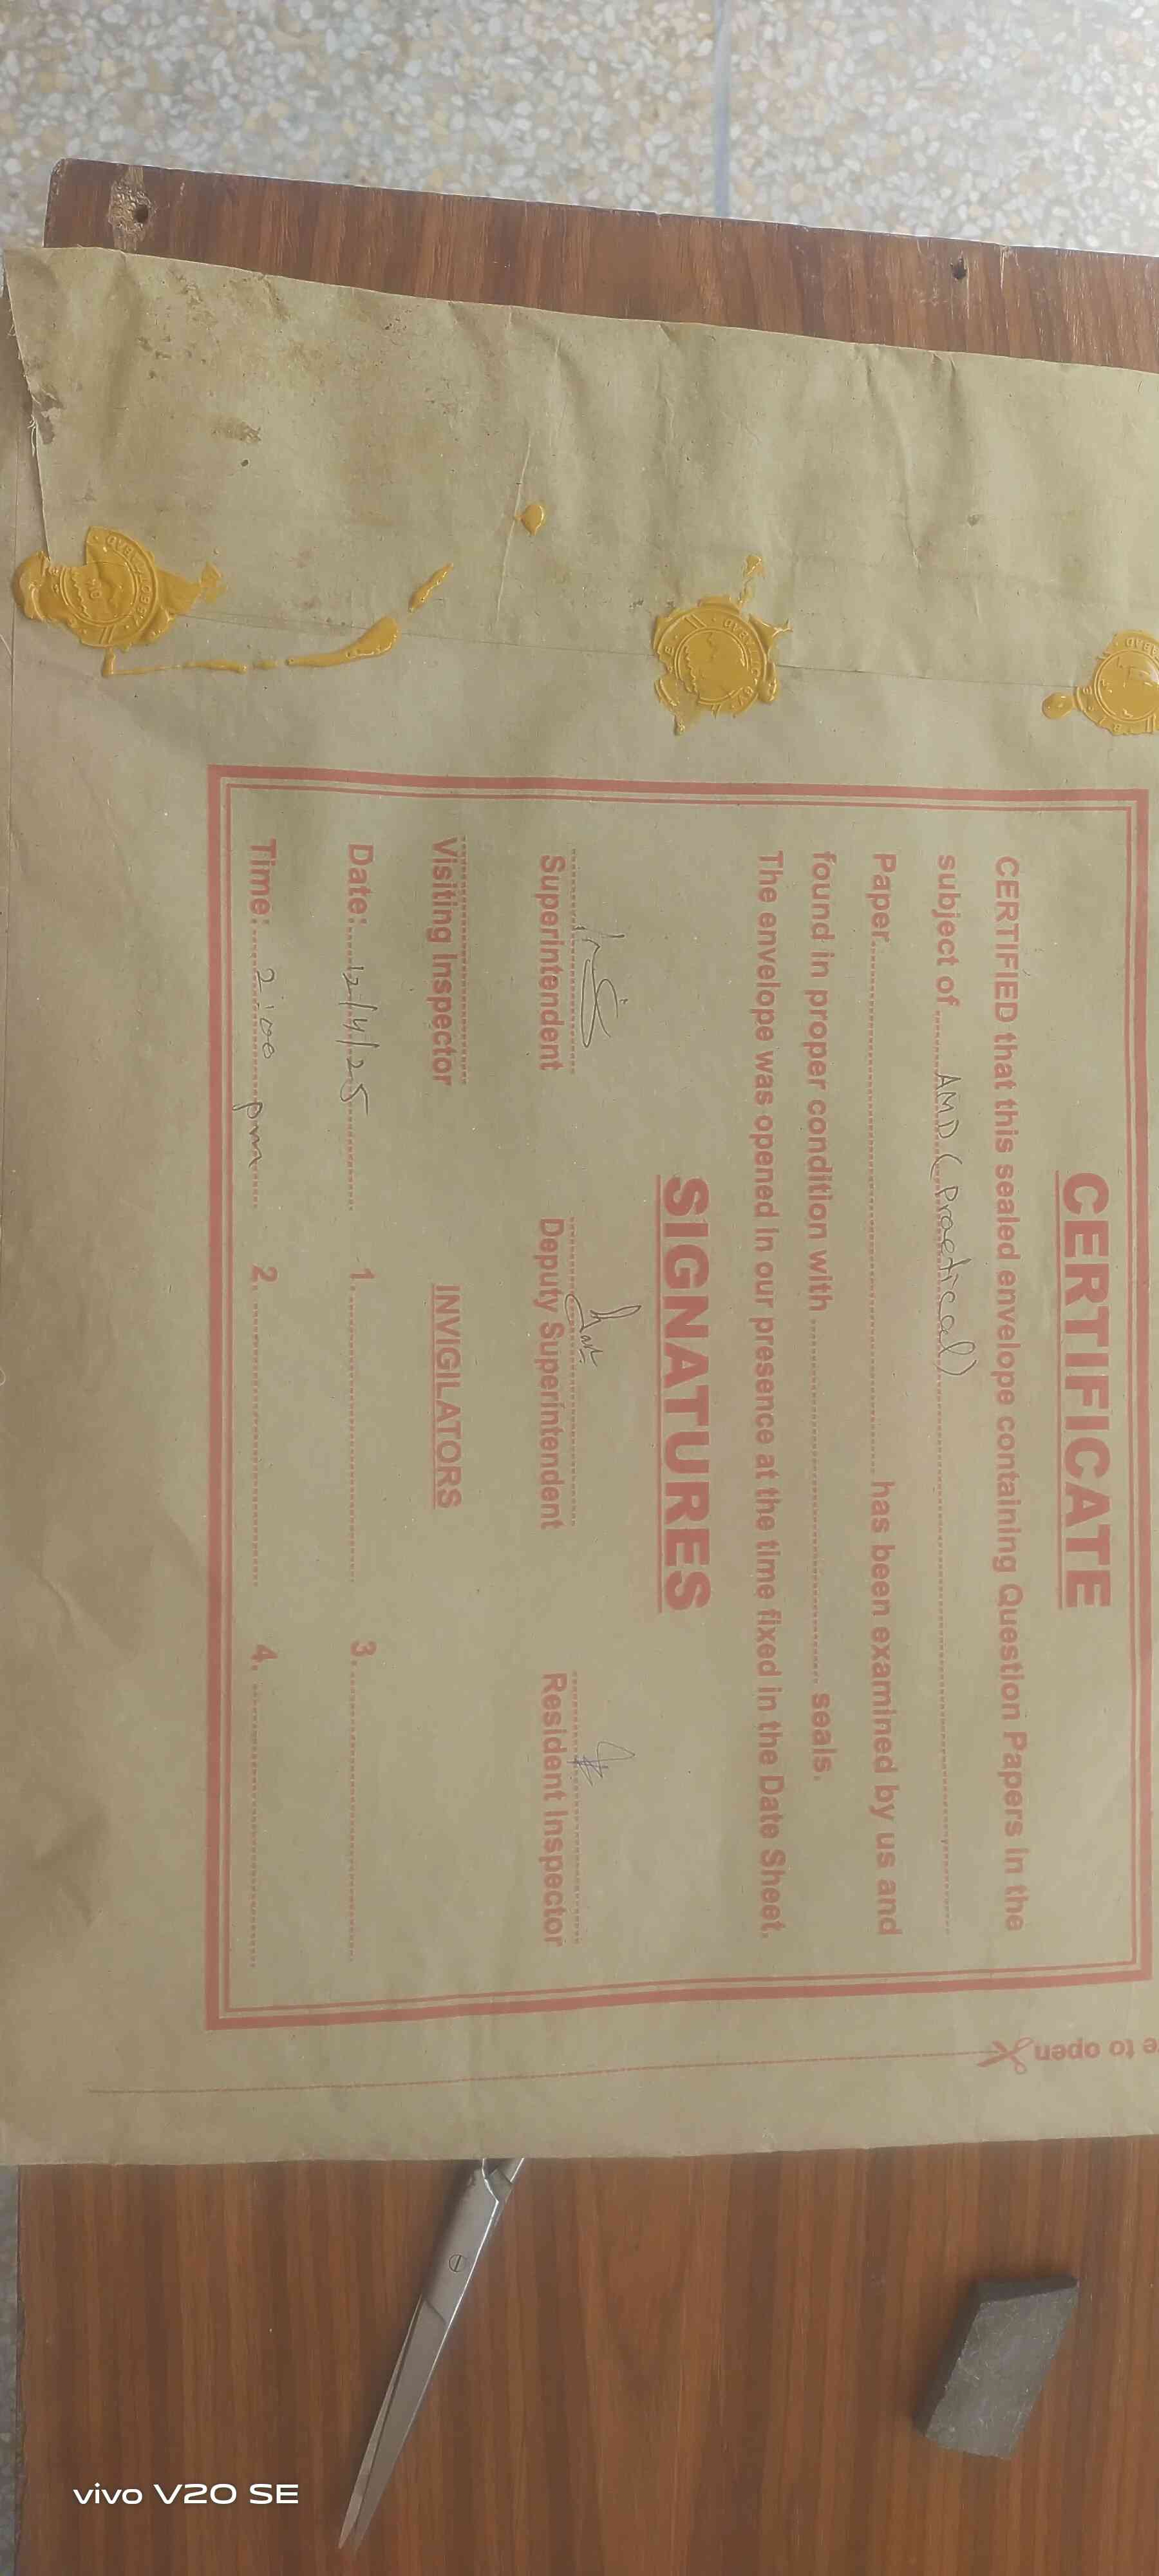 CERTIFICATE
CERTIFIED that this sealed envelope containing Question Papers in the
subject of AMD (Practical)
Paper has been examined by us and
found in proper condition with seals.
The envelope was opened in our presence at the time fixed in the Date Sheet.
SIGNATURES
Superintendent Deputy Superintendent Resident Inspector
Visiting Inspector INVIGILATORS
Date: 12/4/25 1. 3.
Time: 2:00 pm 2. 4.
to open
vivo V20 SE